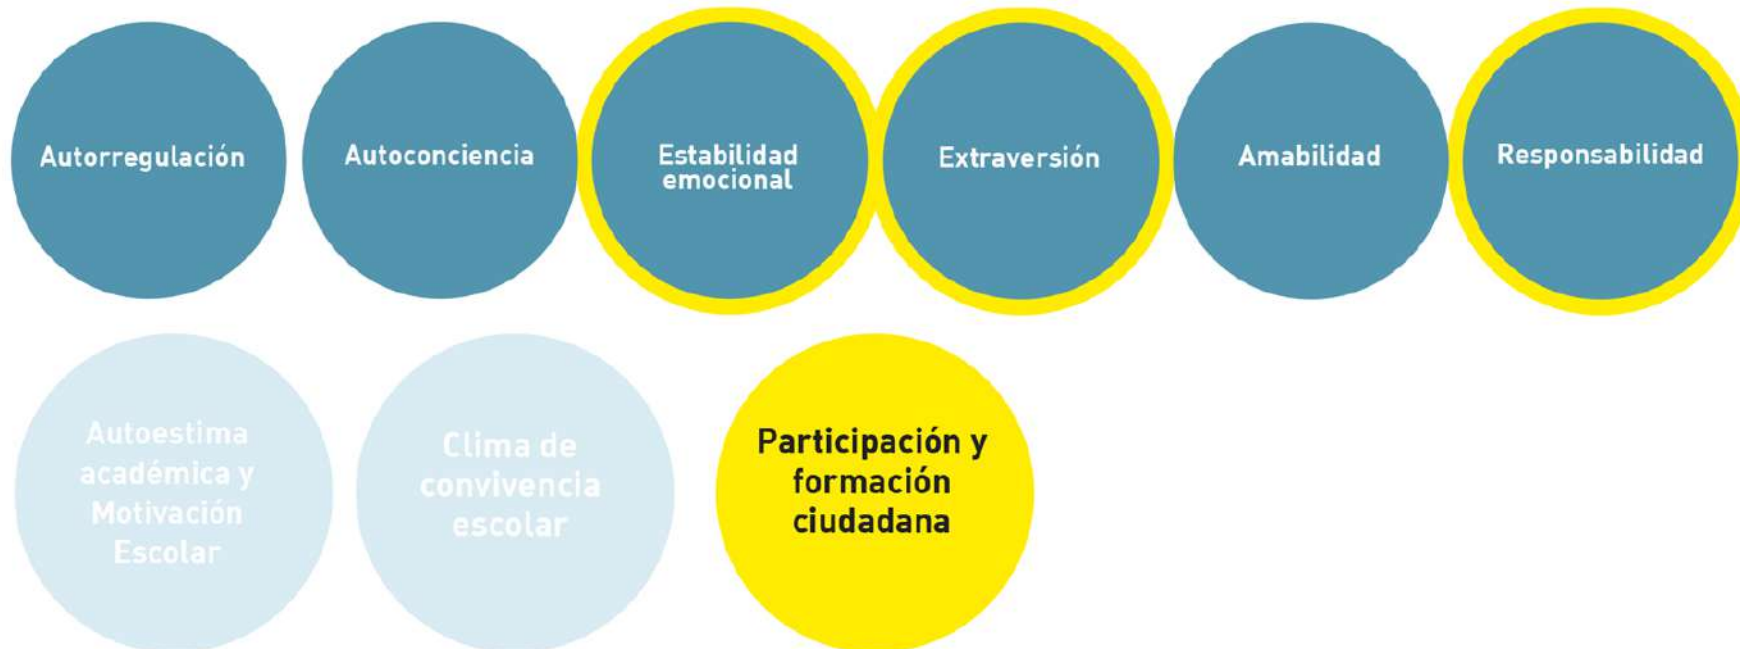 Autorregulación
Autoconciencia
Estabilidad
emocional
Extraversión
Amabilidad
Responsabilidad
Autoestima
académica y
Motivación
Escolar
Clima de
convivencia
escolar
Participación y
formación
ciudadana